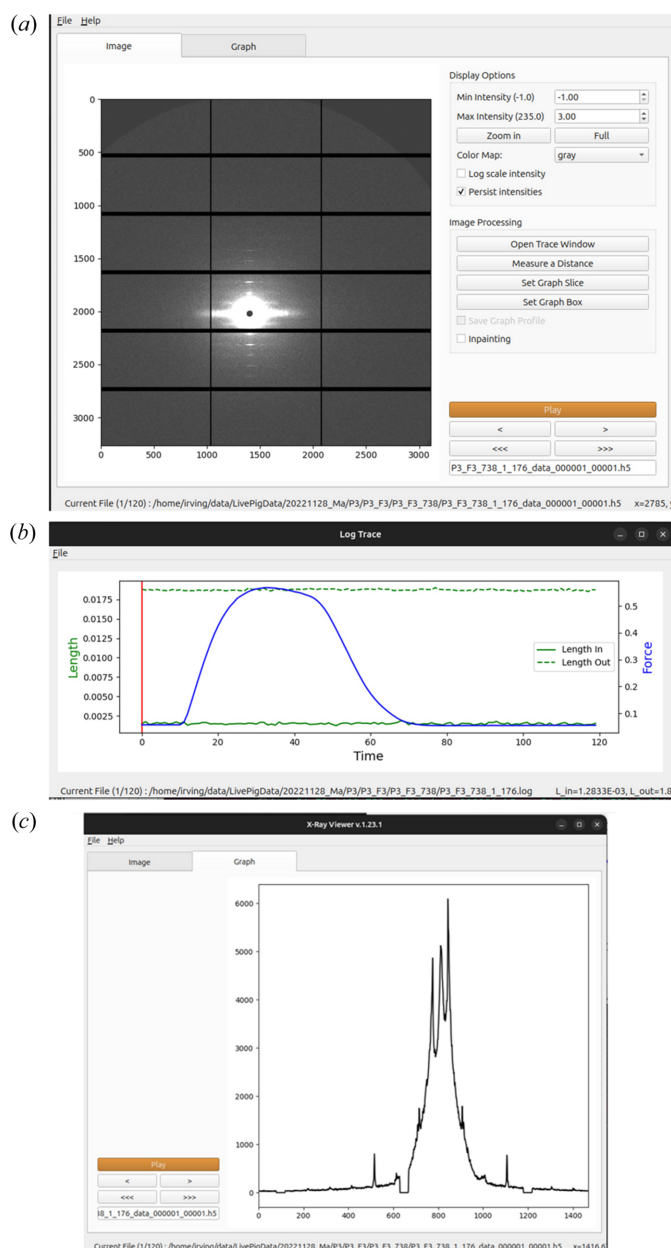 (a)
File Help
Image Graph
Display Options
Min Intensity (-1.0) -1.00
Max Intensity (235.0) 3.00
Zoom in Full
Color Map: gray
Log scale intensity
Persist intensities
Image Processing
Open Trace Window
Measure a Distance
Set Graph Slice
Set Graph Box
Save Graph Profile
Inpainting
Play
< >
<<< >>>
P3_F3_738_1_176_data_000001_00001.h5
0
500
1000
1500
2000
2500
3000
0 500 1000 1500 2000 2500 3000
Current File (1/120) : /home/irving/data/LivePigData/20221128_Ma/P3/P3_F3/P3_F3_738/P3_F3_738_1_176_data_000001_00001.h5 x=2785, y
(b)
Log Trace
File
Length
0.0175
0.0150
0.0125
0.0100
0.0075
0.0050
0.0025
Length In
Length Out
0.5
0.4
0.3
0.2
0.1
Force
0 20 40 60 80 100 120
Time
Current File (1/120) : /home/irving/data/LivePigData/20221128_Ma/P3/P3_F3/P3_F3_738/P3_F3_738_1_176.log L_in=1.2833E-03, L_out=1.8
(c)
X-Ray Viewer v.1.23.1
File Help
Image Graph
6000
5000
4000
3000
2000
1000
0
0 200 400 600 800 1000 1200 1400
Play
< >
<<< >>>
38_1_176_data_000001_00001.h5
Current File (1/120) : /home/irving/data/LivePigData/20221128_Ma/P3/P3_F3/P3_F3_738/P3_F3_738_1_176_data_000001_00001.h5 x=1416.6